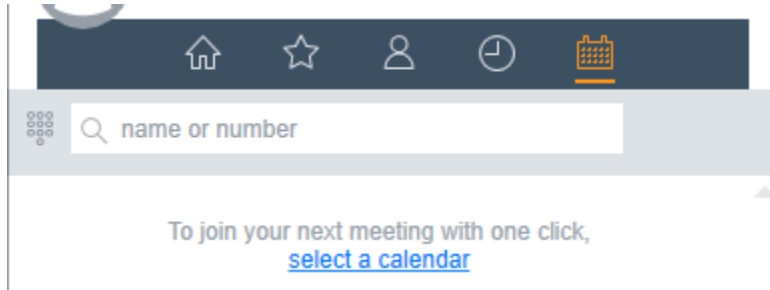 name or number
To join your next meeting with one click,
select a calendar